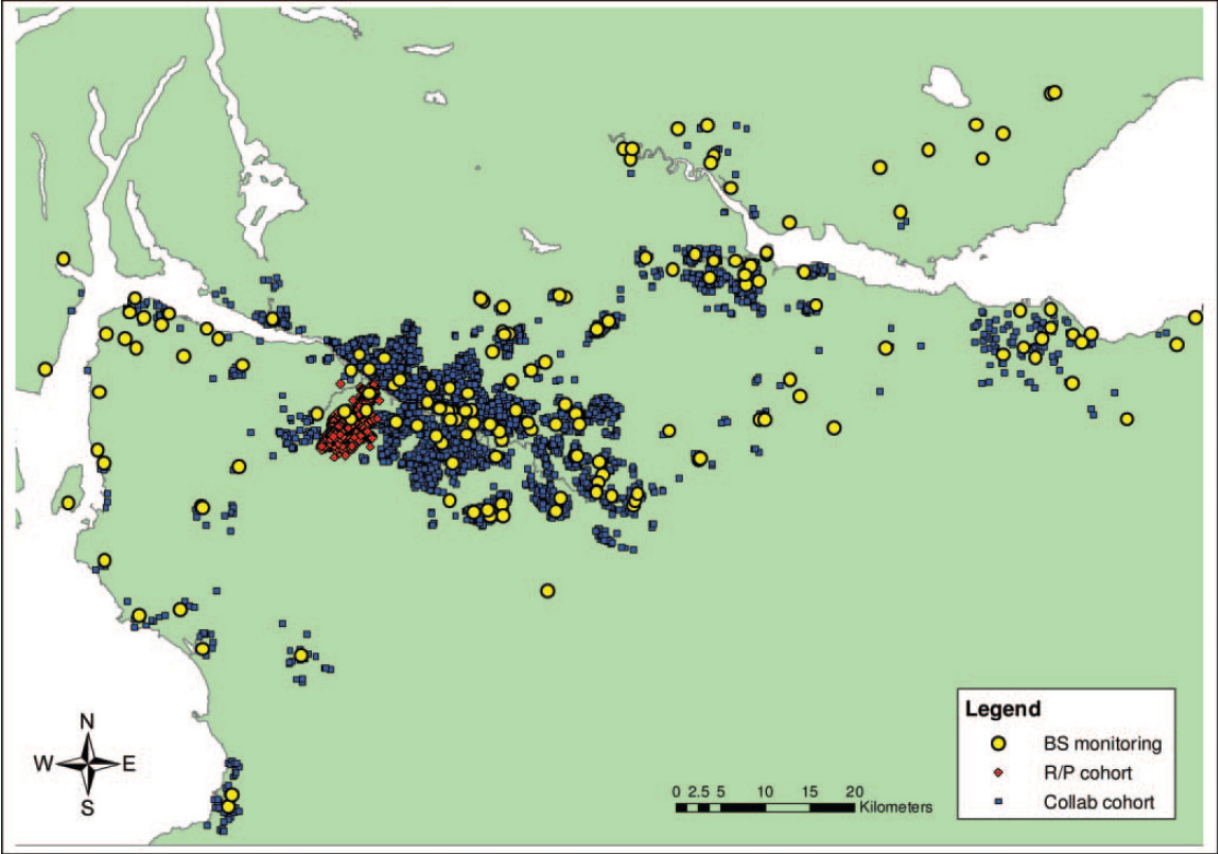 N
W E
S
Legend
BS monitoring
R/P cohort
Collab cohort
0 2.5 5 10 15 20
Kilometers